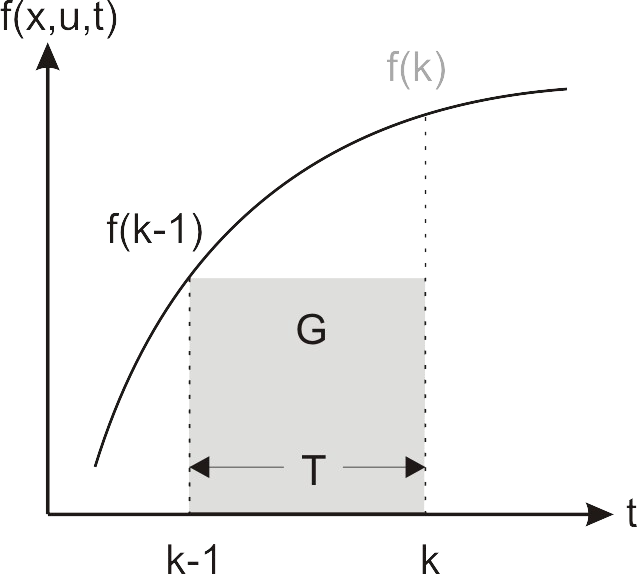 f(x,u,t)
f(k)
f(k-1)
G
T
t
k-1
k